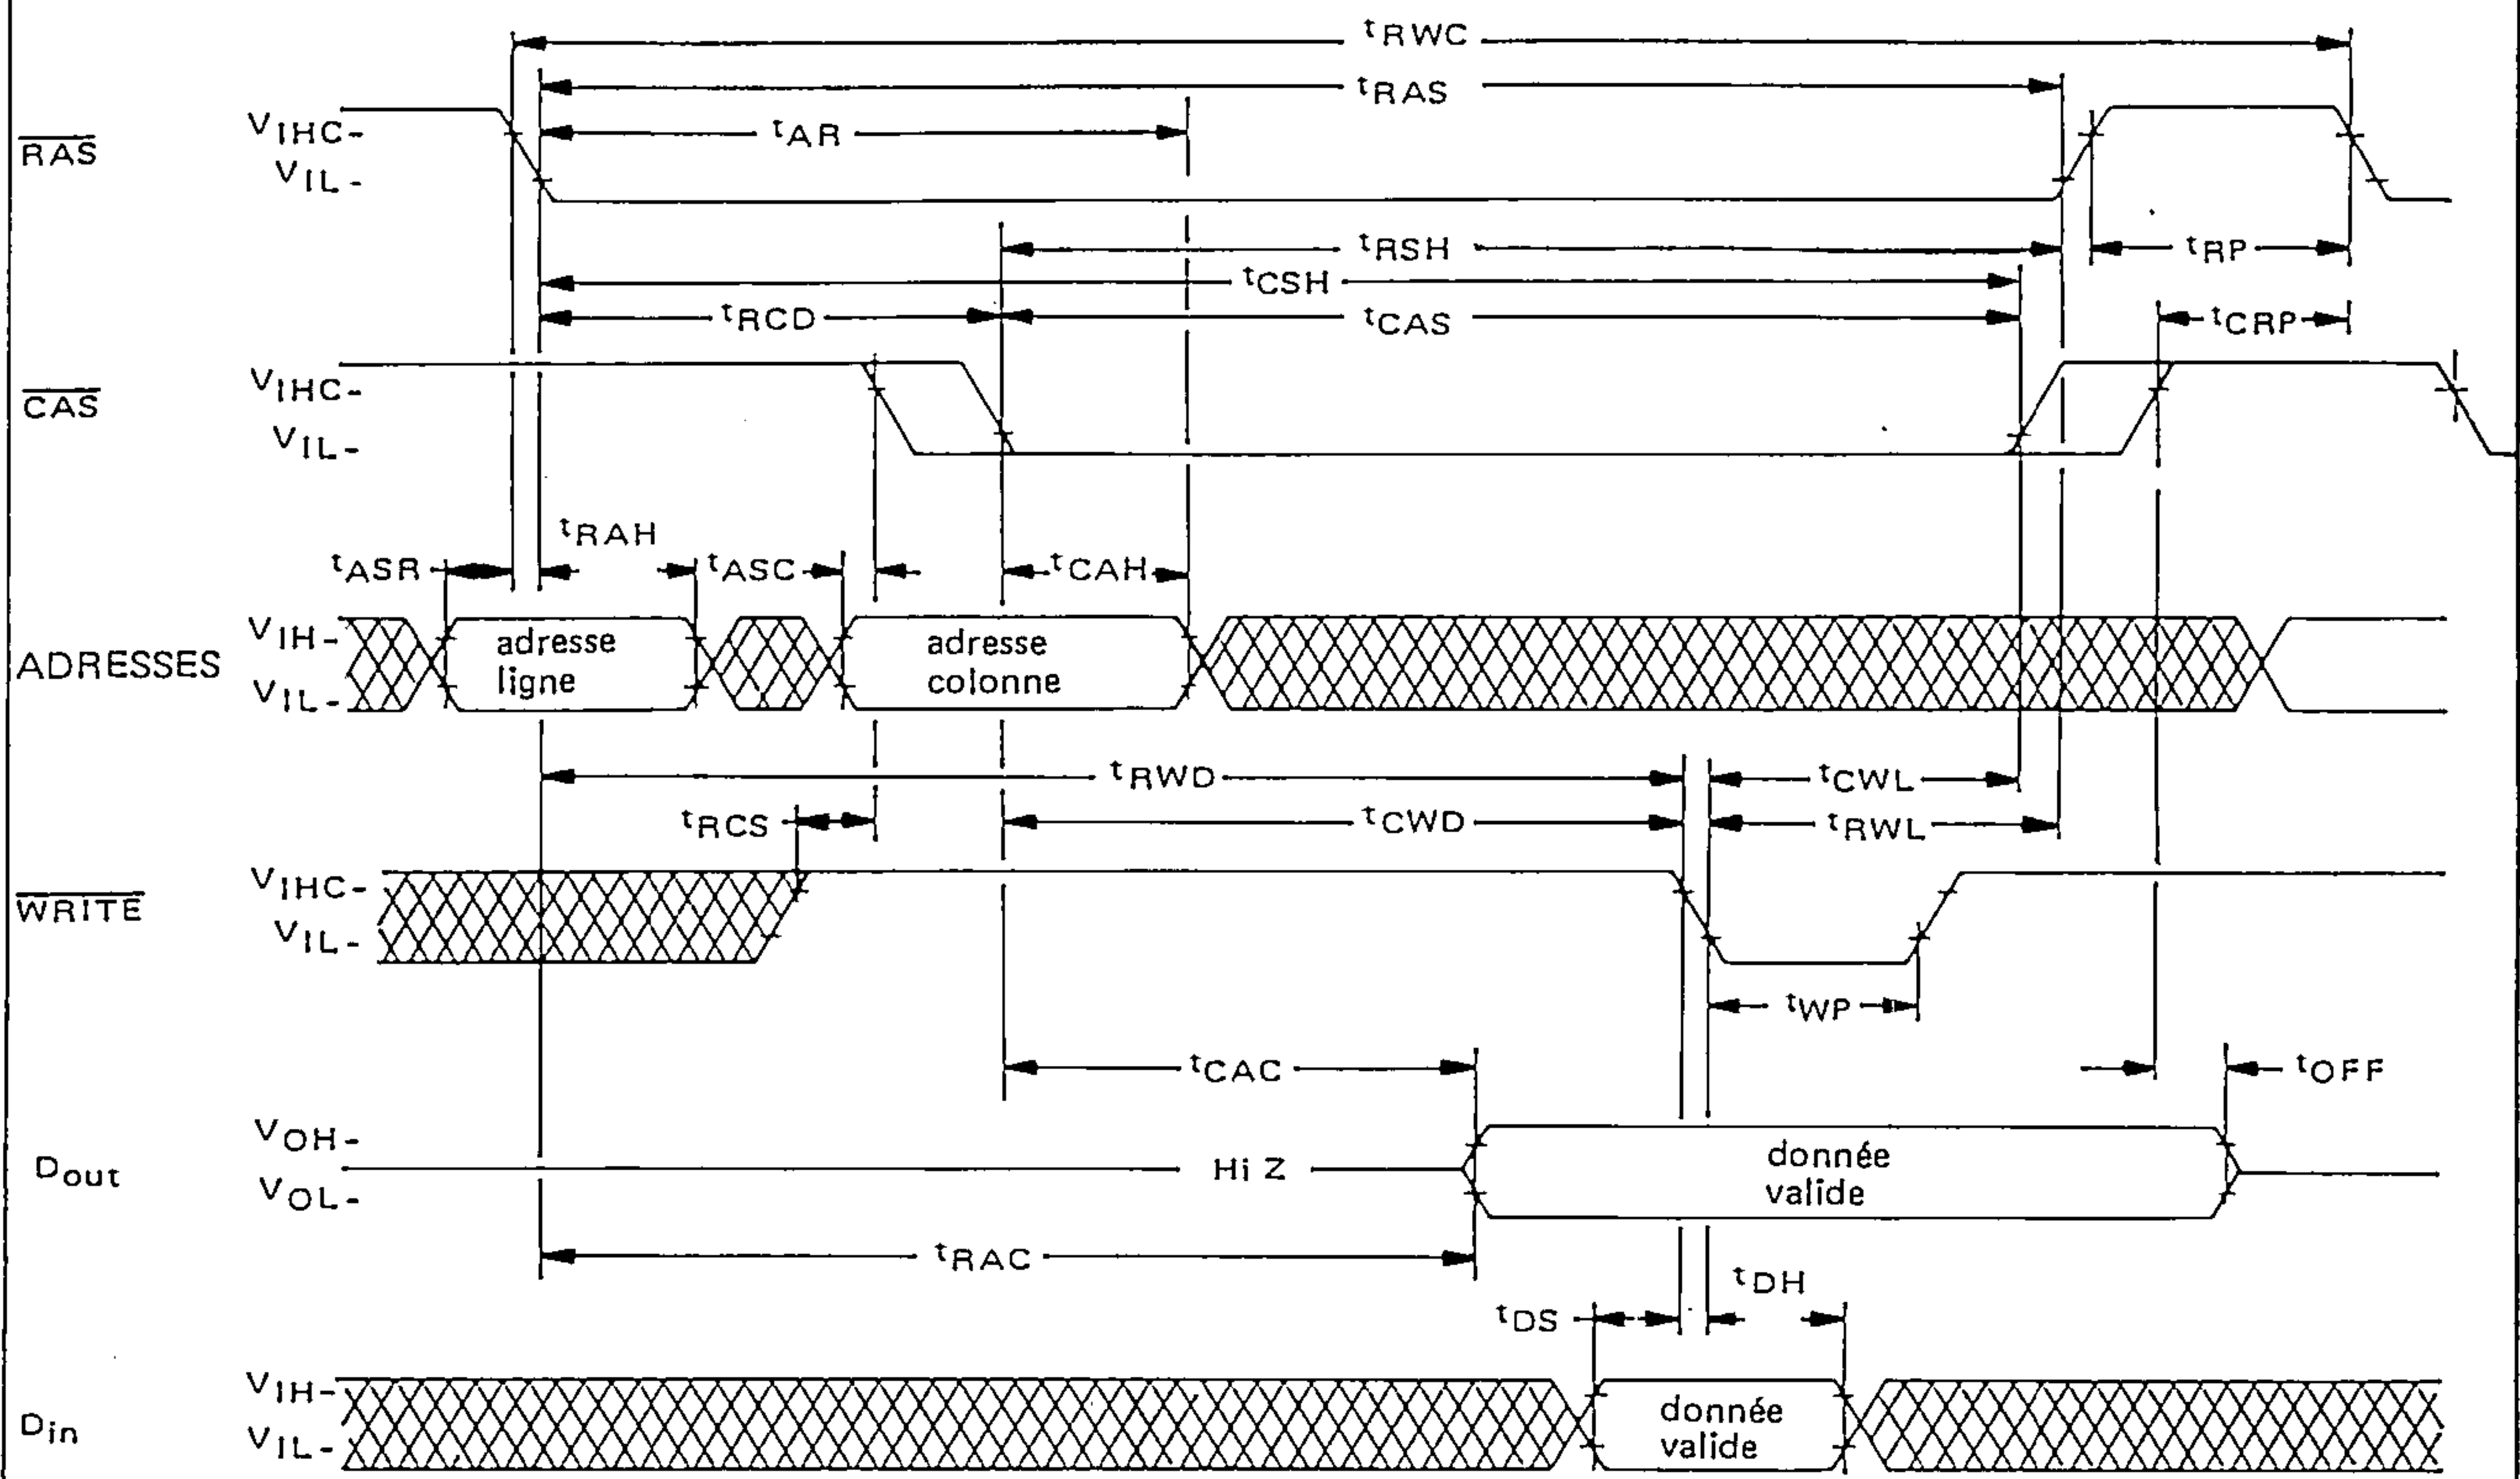 tRWC
tRAS
RAS
VIHC-
tAR
VIL-
tRSH
tRP
tCSH
tRCD
tCAS
tCRP
CAS
VIHC-
VIL-
tRAH
tASR
tASC
tCAH
ADRESSES
VIH-
VIL-
adresse
ligne
adresse
colonne
tRWD
tCWL
tRCS
tCWD
tRWL
WRITE
VIHC-
VIL-
tWP
tCAC
tOFF
Dout
VOH-
VOL-
Hi Z
donnée
valide
tRAC
tDH
tDS
Din
VIH-
VIL-
donnée
valide